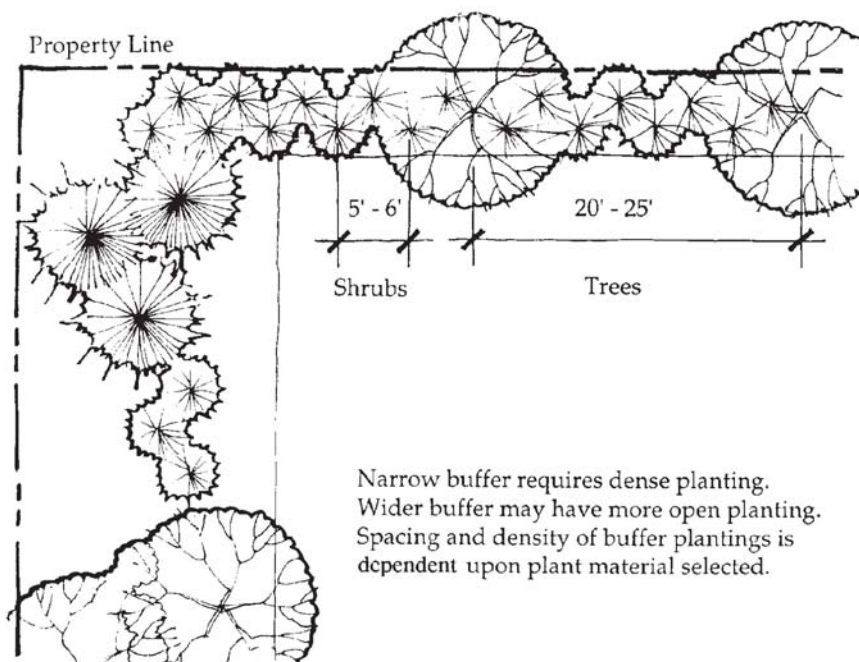 Property Line
5' - 6'
20' - 25'
Shrubs
Trees
Narrow buffer requires dense planting.
Wider buffer may have more open planting.
Spacing and density of buffer plantings is
dependent upon plant material selected.